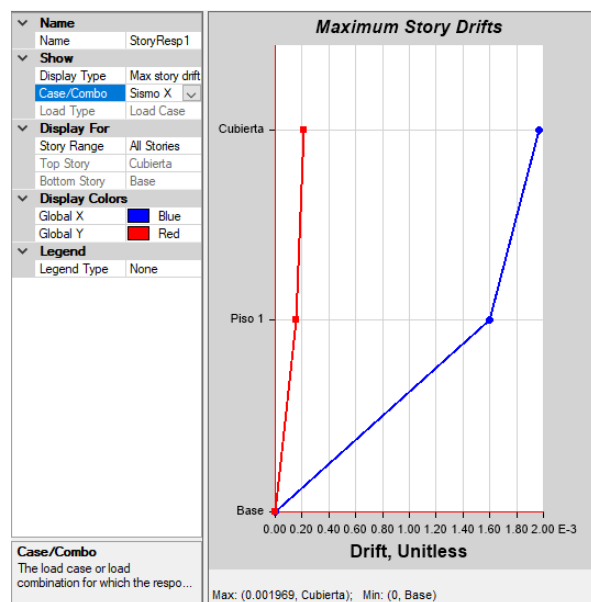 Name
Name StoryResp1
Show
Display Type Max story drift
Case/Combo Sismo X
Load Type Load Case
Display For
Story Range All Stories
Top Story Cubierta
Bottom Story Base
Display Colors
Global X Blue
Global Y Red
Legend
Legend Type None
Case/Combo
The load case or load
combination for which the respo...
Maximum Story Drifts
Cubierta
Piso 1
Base
0.00 0.20 0.40 0.60 0.80 1.00 1.20 1.40 1.60 1.80 2.00 E-3
Drift, Unitless
Max: (0.001969, Cubierta); Min: (0, Base)